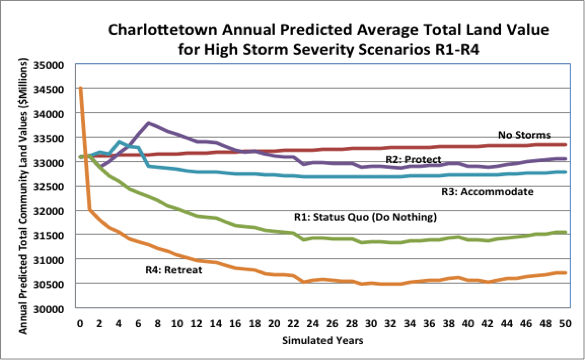 Charlottetown Annual Predicted Average Total Land Value
for High Storm Severity Scenarios R1-R4
Annual Predicted Total Community Land Values ($Millions)
35000
34500
34000
33500
33000
32500
32000
31500
31000
30500
30000
No Storms
R2: Protect
R3: Accommodate
R1: Status Quo (Do Nothing)
R4: Retreat
0 2 4 6 8 10 12 14 16 18 20 22 24 26 28 30 32 34 36 38 40 42 44 46 48 50
Simulated Years